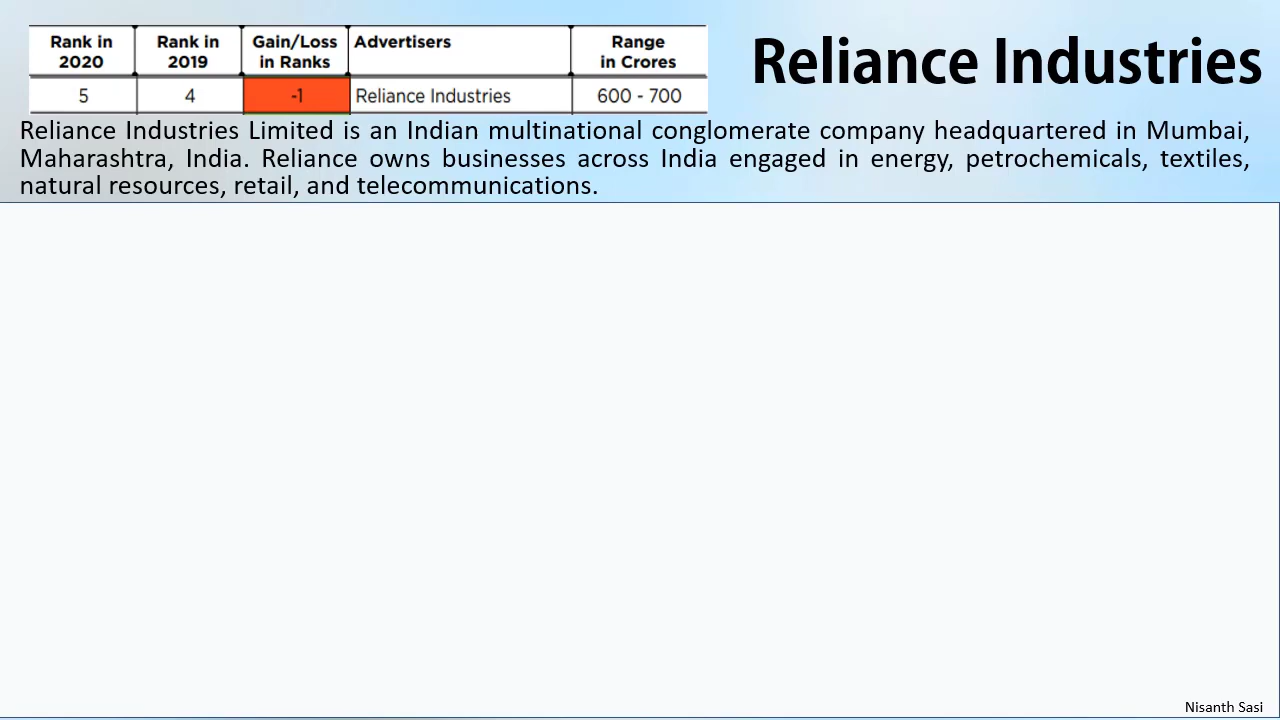 Rank in 2020 Rank in 2019 Gain/Loss in Ranks Advertisers Range in Crores
5 4 -1 Reliance Industries 600 - 700
Reliance Industries
Reliance Industries Limited is an Indian multinational conglomerate company headquartered in Mumbai,
Maharashtra, India. Reliance owns businesses across India engaged in energy, petrochemicals, textiles,
natural resources, retail, and telecommunications.
Nisanth Sasi